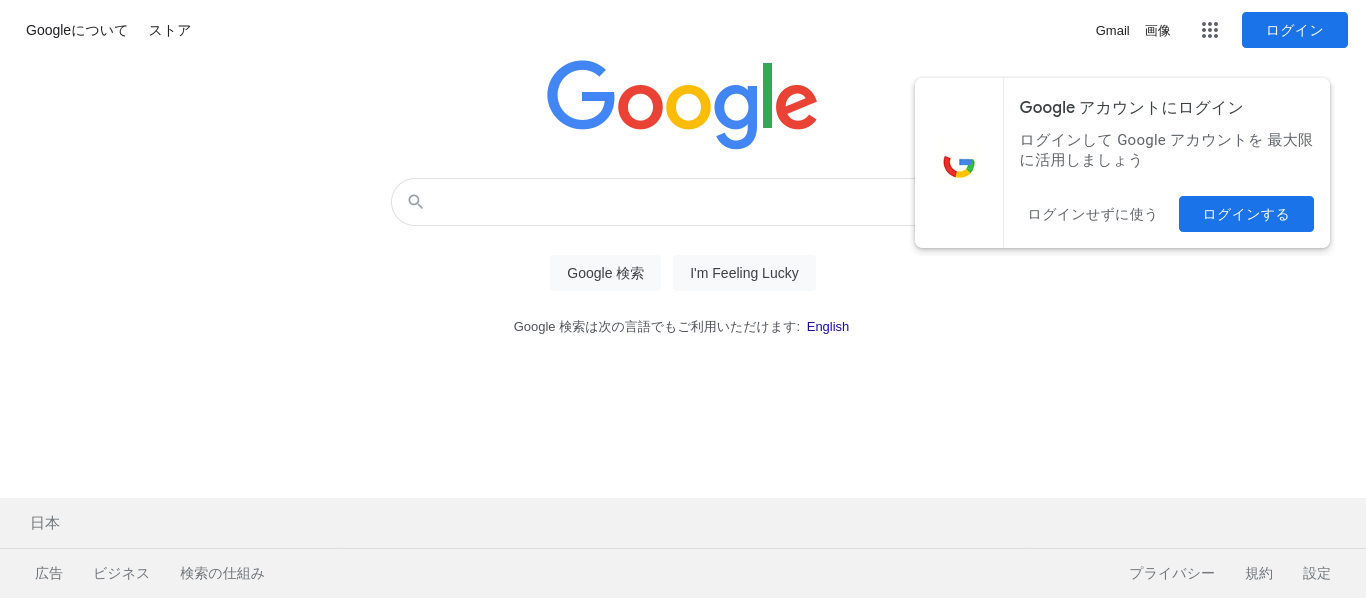 Googleについて ストア
Gmail 画像 ログイン
Google
Google アカウントにログイン
ログインして Google アカウントを 最大限
に活用しましょう
ログインせずに使う ログインする
Google 検索 I'm Feeling Lucky
Google 検索は次の言語でもご利用いただけます: English
日本
広告 ビジネス 検索の仕組み プライバシー 規約 設定